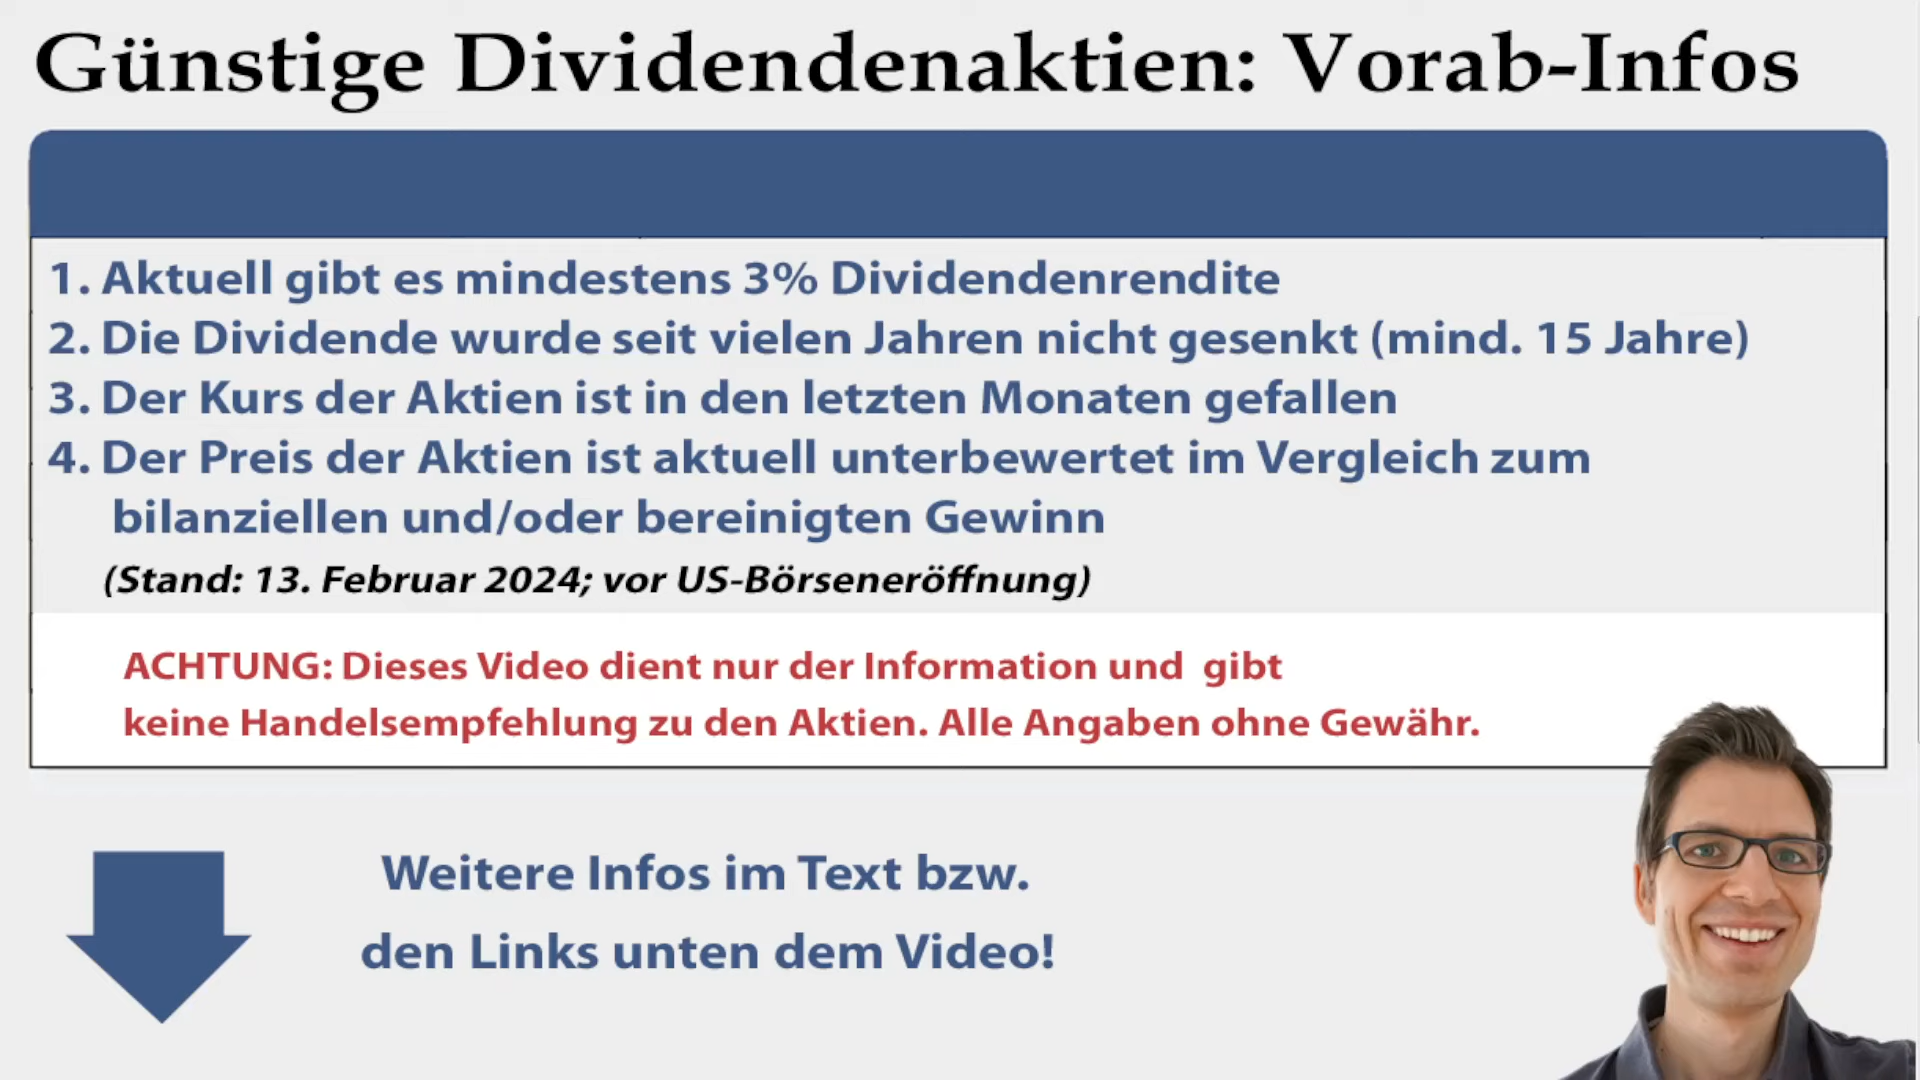 Günstige Dividendenaktien: Vorab-Infos
1. Aktuell gibt es mindestens 3% Dividendenrendite
2. Die Dividende wurde seit vielen Jahren nicht gesenkt (mind. 15 Jahre)
3. Der Kurs der Aktien ist in den letzten Monaten gefallen
4. Der Preis der Aktien ist aktuell unterbewertet im Vergleich zum
bilanziellen und/oder bereinigten Gewinn
(Stand: 13. Februar 2024; vor US-Börseneröffnung)
ACHTUNG: Dieses Video dient nur der Information und gibt
keine Handelsempfehlung zu den Aktien. Alle Angaben ohne Gewähr.
Weitere Infos im Text bzw.
den Links unten dem Video!